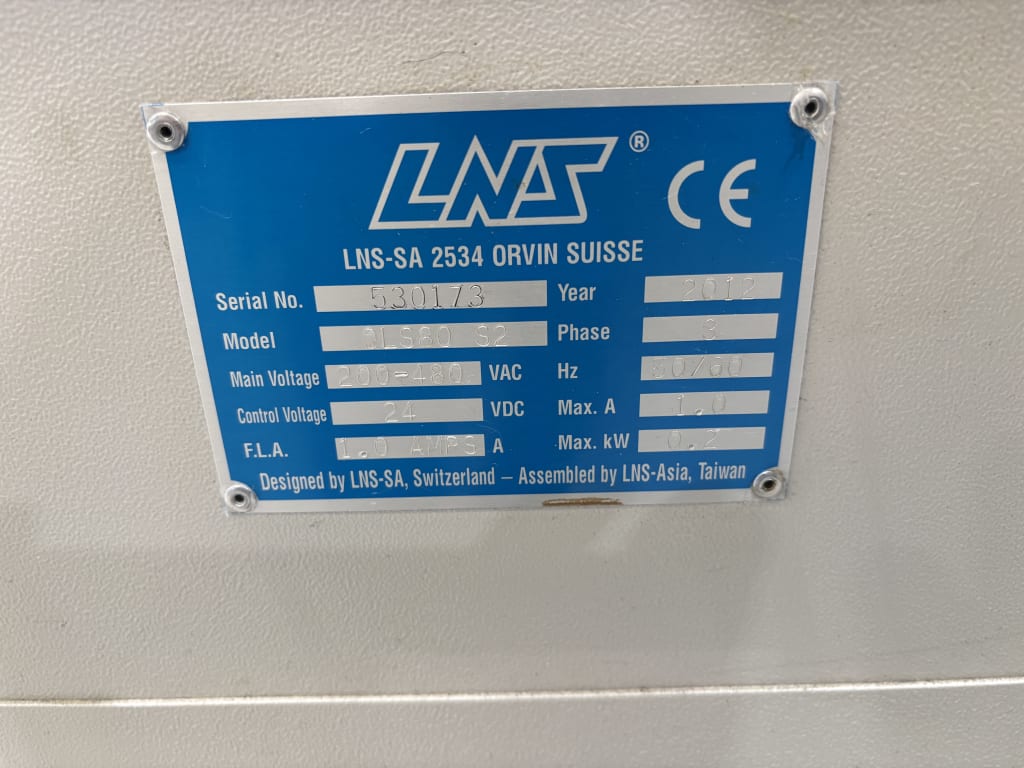 LNS® CE
LNS-SA 2534 ORVIN SUISSE
Serial No. 530173 Year 2012
Model QLS80 S2 Phase 3
Main Voltage 200-480 VAC Hz 50/60
Control Voltage 24 VDC Max. A 1.0
F.L.A. 1.0 AMPS A Max. kW 0.2
Designed by LNS-SA, Switzerland – Assembled by LNS-Asia, Taiwan